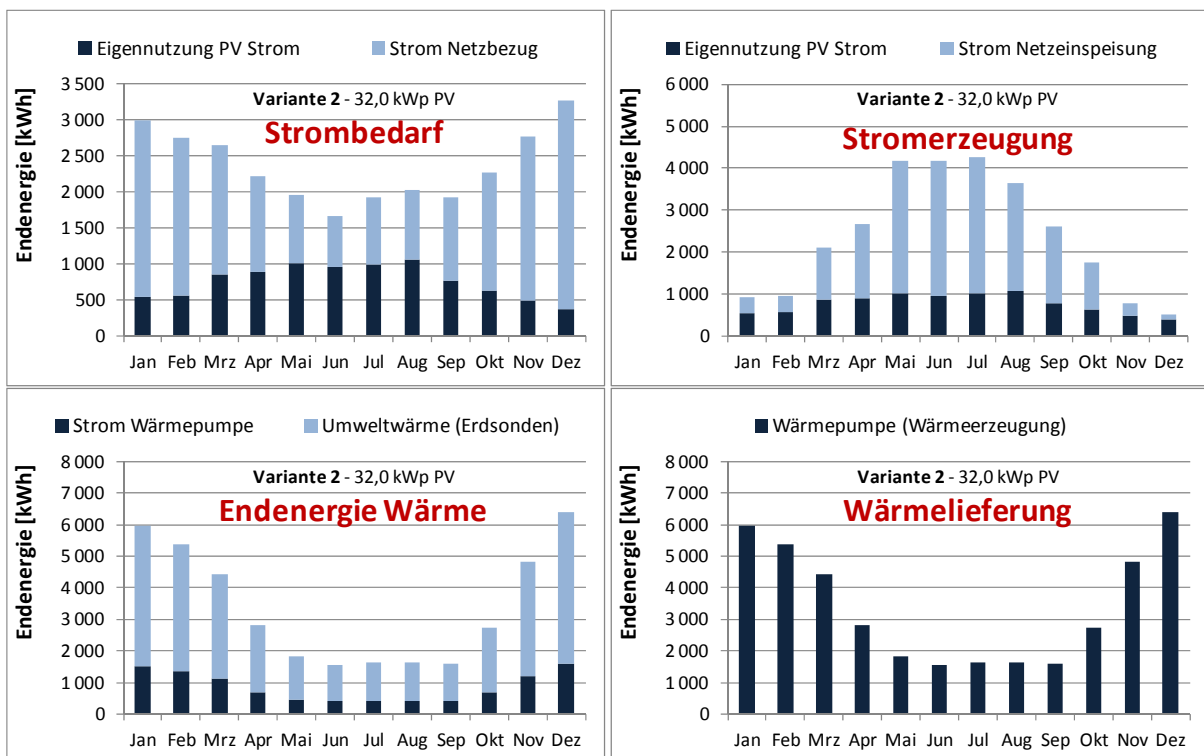 Eigennutzung PV Strom Strom Netzbezug
Variante 2 - 32,0 kWp PV
Strombedarf
Endenergie [kWh]
3 500
3 000
2 500
2 000
1 500
1 000
500
0
Jan Feb Mrz Apr Mai Jun Jul Aug Sep Okt Nov Dez
Eigennutzung PV Strom Strom Netzeinspeisung
Variante 2 - 32,0 kWp PV
Stromerzeugung
Endenergie [kWh]
6 000
5 000
4 000
3 000
2 000
1 000
0
Jan Feb Mrz Apr Mai Jun Jul Aug Sep Okt Nov Dez
Strom Wärmepumpe Umweltwärme (Erdsonden)
Variante 2 - 32,0 kWp PV
Endenergie Wärme
Endenergie [kWh]
8 000
7 000
6 000
5 000
4 000
3 000
2 000
1 000
0
Jan Feb Mrz Apr Mai Jun Jul Aug Sep Okt Nov Dez
Wärmepumpe (Wärmeerzeugung)
Variante 2 - 32,0 kWp PV
Wärmelieferung
Endenergie [kWh]
8 000
7 000
6 000
5 000
4 000
3 000
2 000
1 000
0
Jan Feb Mrz Apr Mai Jun Jul Aug Sep Okt Nov Dez